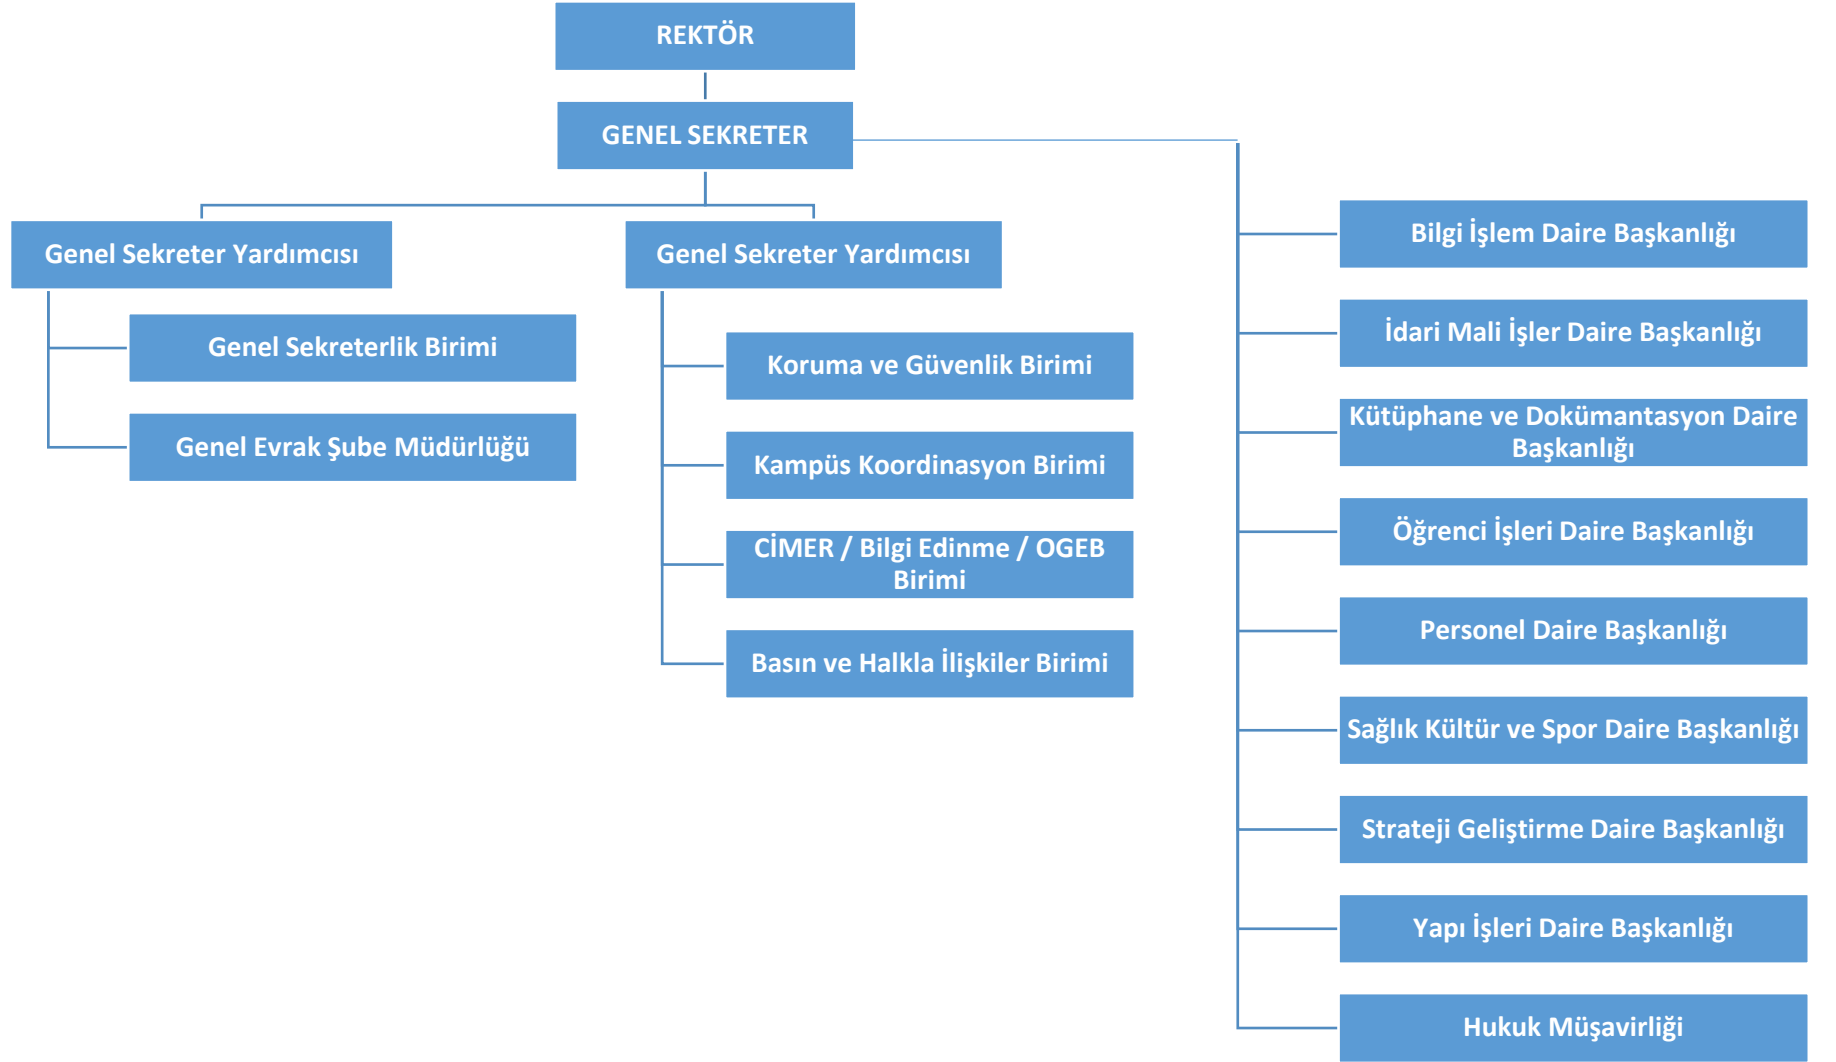 REKTÖR
GENEL SEKRETER
Genel Sekreter Yardımcısı
Genel Sekreterlik Birimi
Genel Evrak Şube Müdürlüğü
Genel Sekreter Yardımcısı
Koruma ve Güvenlik Birimi
Kampüs Koordinasyon Birimi
CİMER / Bilgi Edinme / OGEB
Birimi
Basın ve Halkla İlişkiler Birimi
Bilgi İşlem Daire Başkanlığı
İdari Mali İşler Daire Başkanlığı
Kütüphane ve Dokümantasyon Daire
Başkanlığı
Öğrenci İşleri Daire Başkanlığı
Personel Daire Başkanlığı
Sağlık Kültür ve Spor Daire Başkanlığı
Strateji Geliştirme Daire Başkanlığı
Yapı İşleri Daire Başkanlığı
Hukuk Müşavirliği